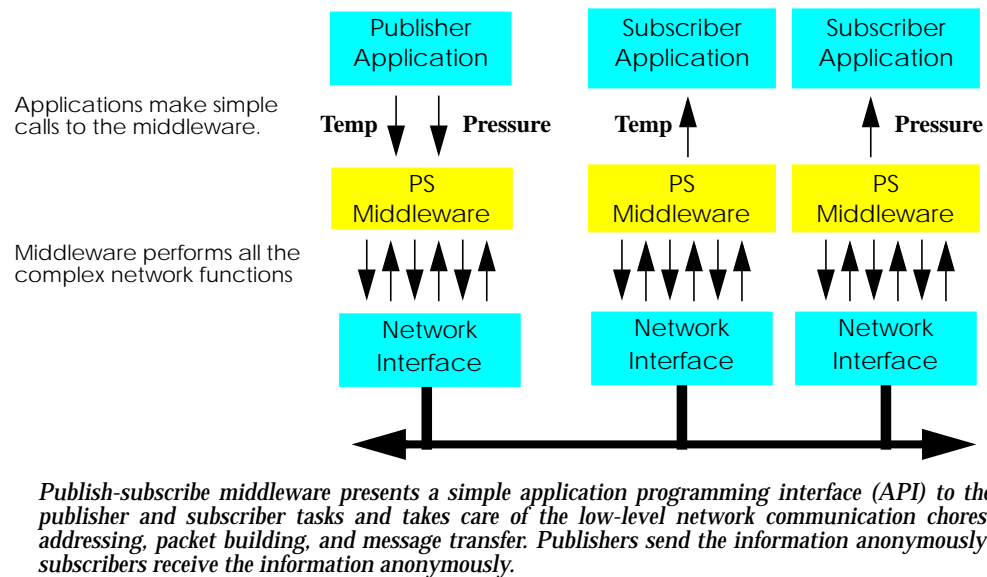 Publisher
Application
Subscriber
Application
Subscriber
Application
Applications make simple
calls to the middleware.
Temp
Pressure
Temp
Pressure
PS
Middleware
PS
Middleware
PS
Middleware
Middleware performs all the
complex network functions
Network
Interface
Network
Interface
Network
Interface
Publish-subscribe middleware presents a simple application programming interface (API) to the
publisher and subscriber tasks and takes care of the low-level network communication chores
addressing, packet building, and message transfer. Publishers send the information anonymously
subscribers receive the information anonymously.